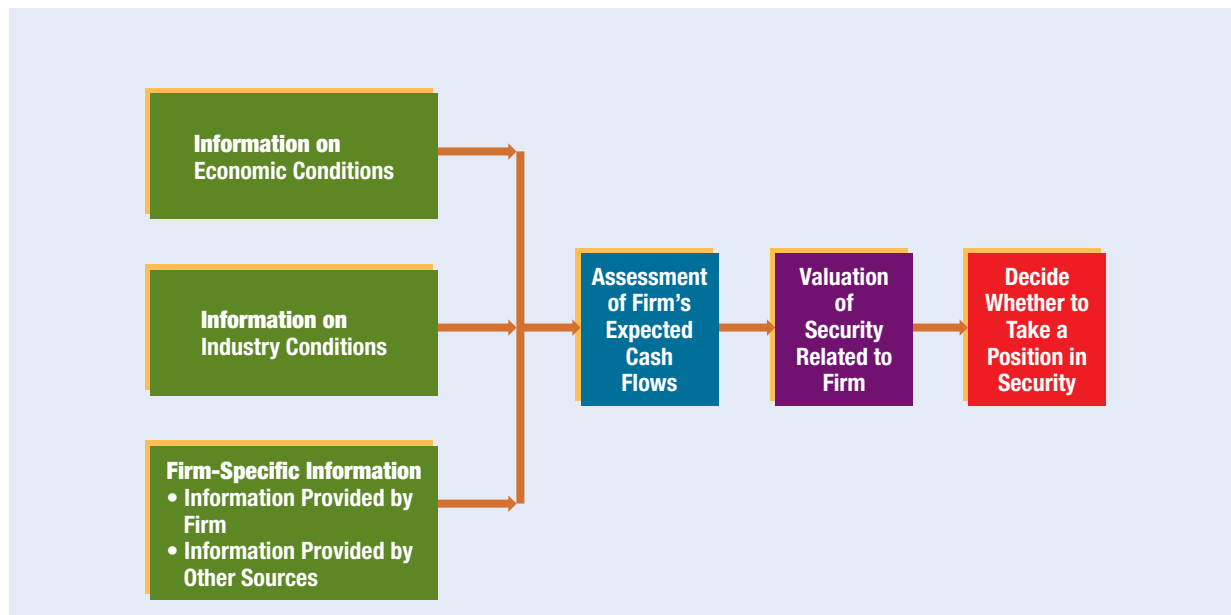 Information on
Economic Conditions
Information on
Industry Conditions
Firm-Specific Information
• Information Provided by
Firm
• Information Provided by
Other Sources
Assessment
of Firm's
Expected
Cash
Flows
Valuation
of
Security
Related to
Firm
Decide
Whether to
Take a
Position in
Security